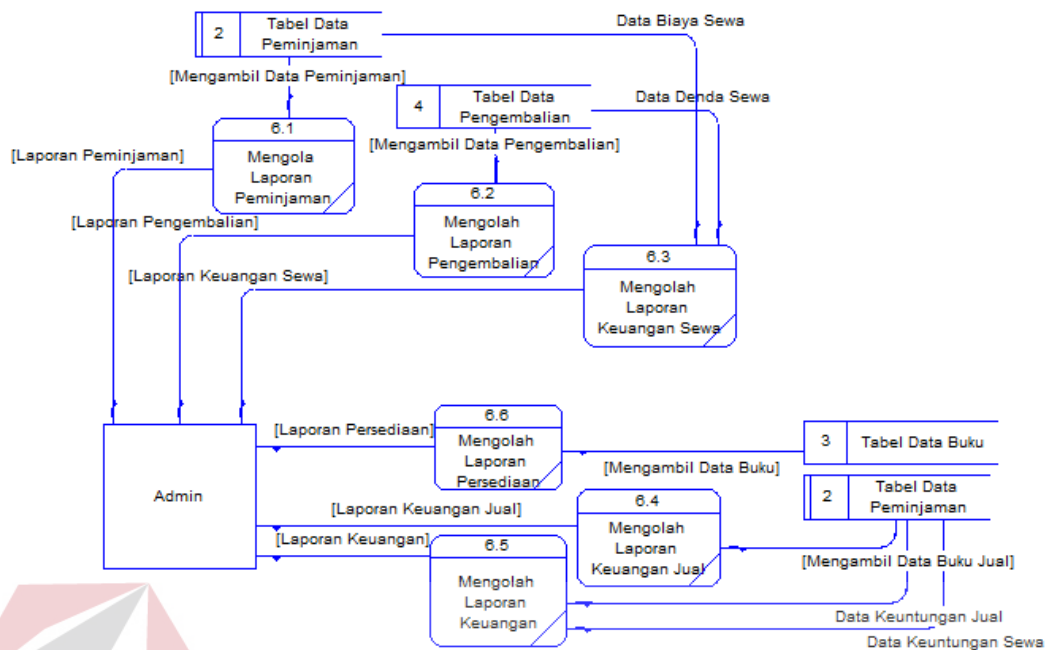 Data Biaya Sewa
2
Tabel Data
Peminjaman
[Mengambil Data Peminjaman]
4
Tabel Data
Pengembalian
Data Denda Sewa
6.1
Mengola
Laporan
Peminjaman
[Mengambil Data Pengembalian]
[Laporan Peminjaman]
6.2
Mengolah
Laporan
Pengembalian
[Laporan Pengembalian]
6.3
Mengolah
Laporan
Keuangan Sewa
[Laporan Keuangan Sewa]
Admin
[Laporan Persediaan]
6.6
Mengolah
Laporan
Persediaan
[Mengambil Data Buku]
3
Tabel Data Buku
2
Tabel Data
Peminjaman
[Laporan Keuangan Jual]
6.4
Mengolah
Laporan
Keuangan Jual
[Mengambil Data Buku Jual]
[Laporan Keuangan]
6.5
Mengolah
Laporan
Keuangan
Data Keuntungan Jual
Data Keuntungan Sewa